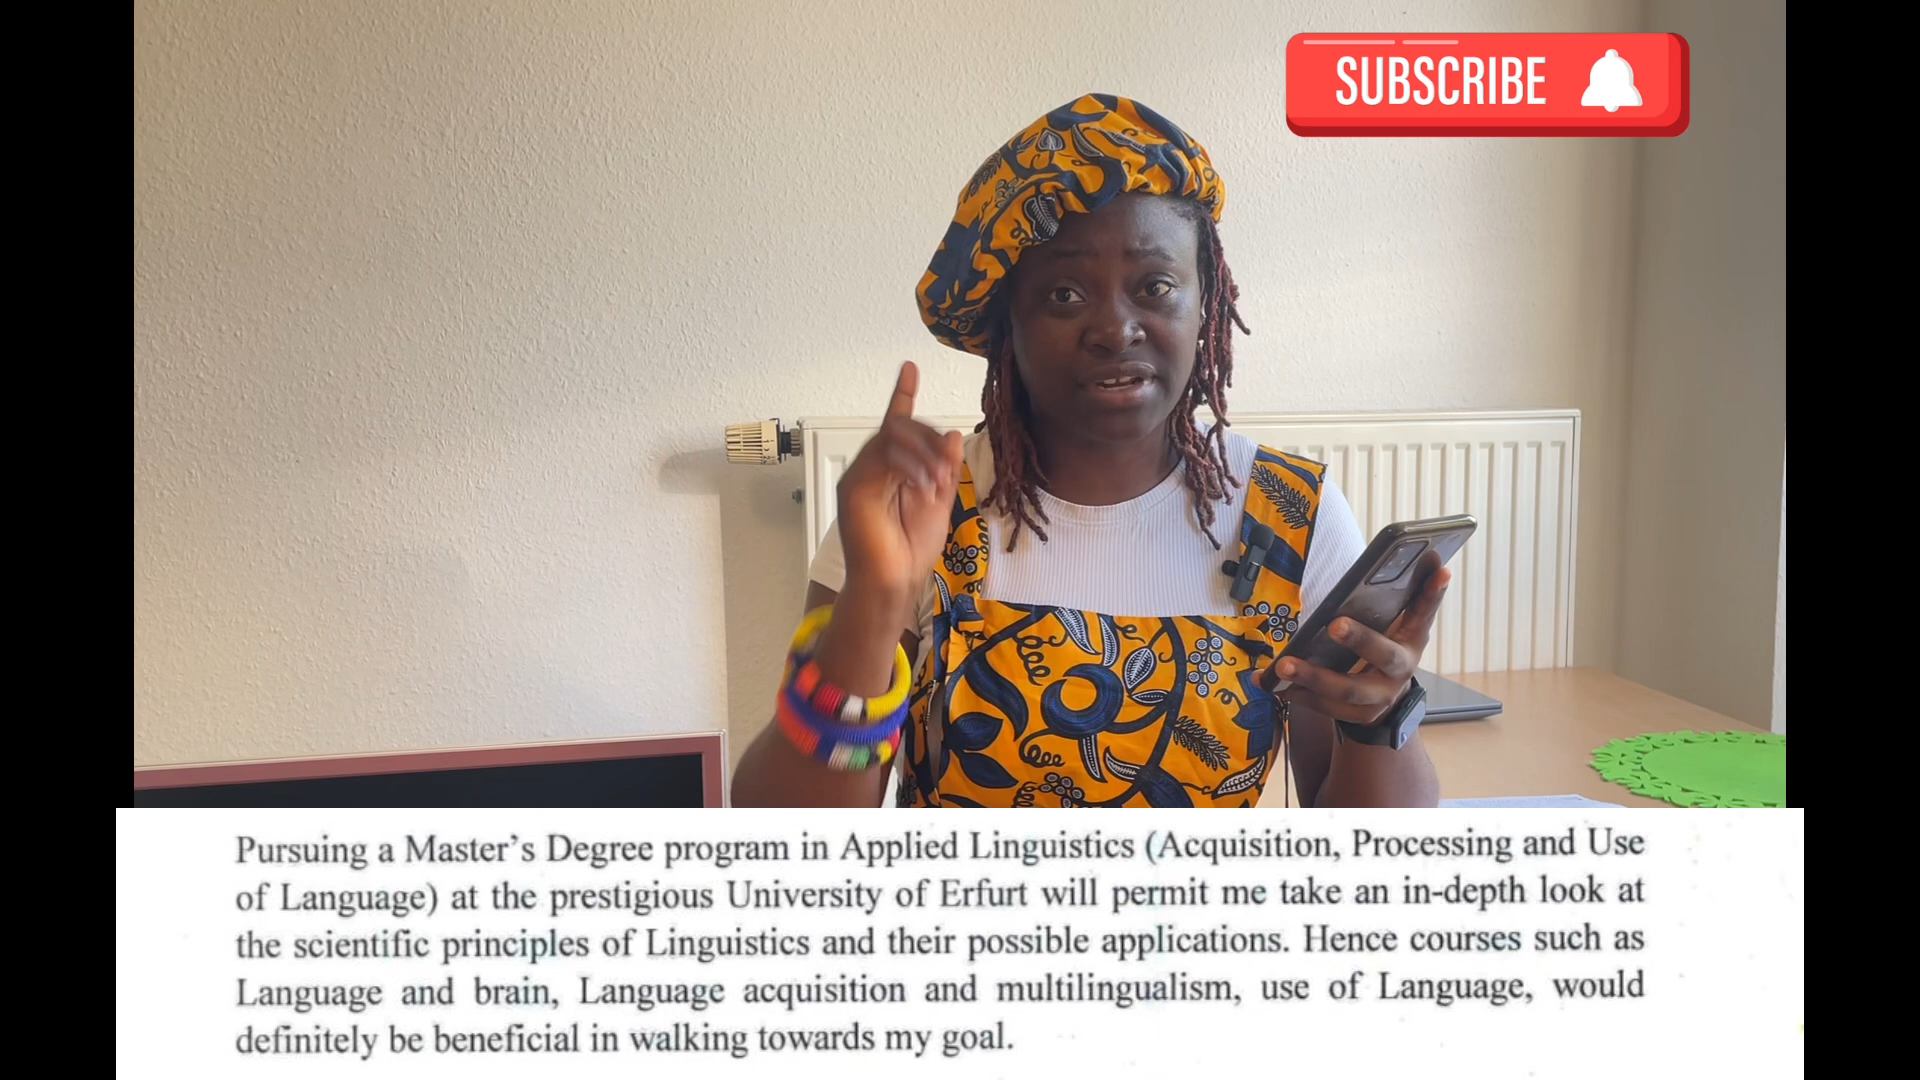 SUBSCRIBE
Pursuing a Master's Degree program in Applied Linguistics (Acquisition, Processing and Use
of Language) at the prestigious University of Erfurt will permit me take an in-depth look at
the scientific principles of Linguistics and their possible applications. Hence courses such as
Language and brain, Language acquisition and multilingualism, use of Language, would
definitely be beneficial in walking towards my goal.